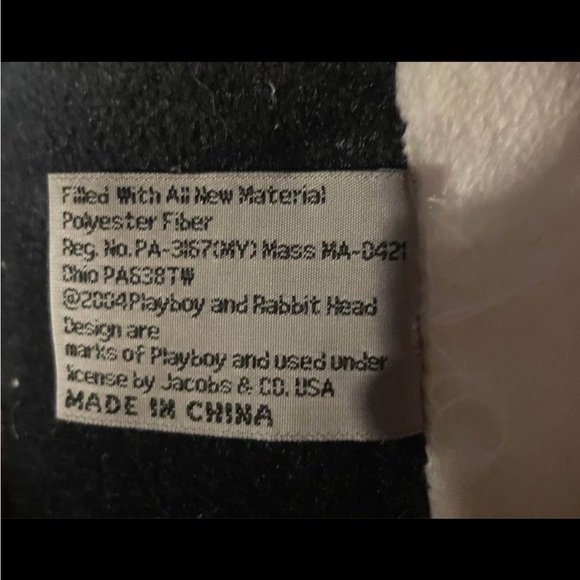 Filled With All New Material
Polyester Fiber
Reg. No. PA-3167(MY) Mass MA-0421
Ohio PA638TW
©2004Playboy and Rabbit Head
Design are
marks of Playboy and used under
license by Jacobs & CO. USA
MADE IN CHINA